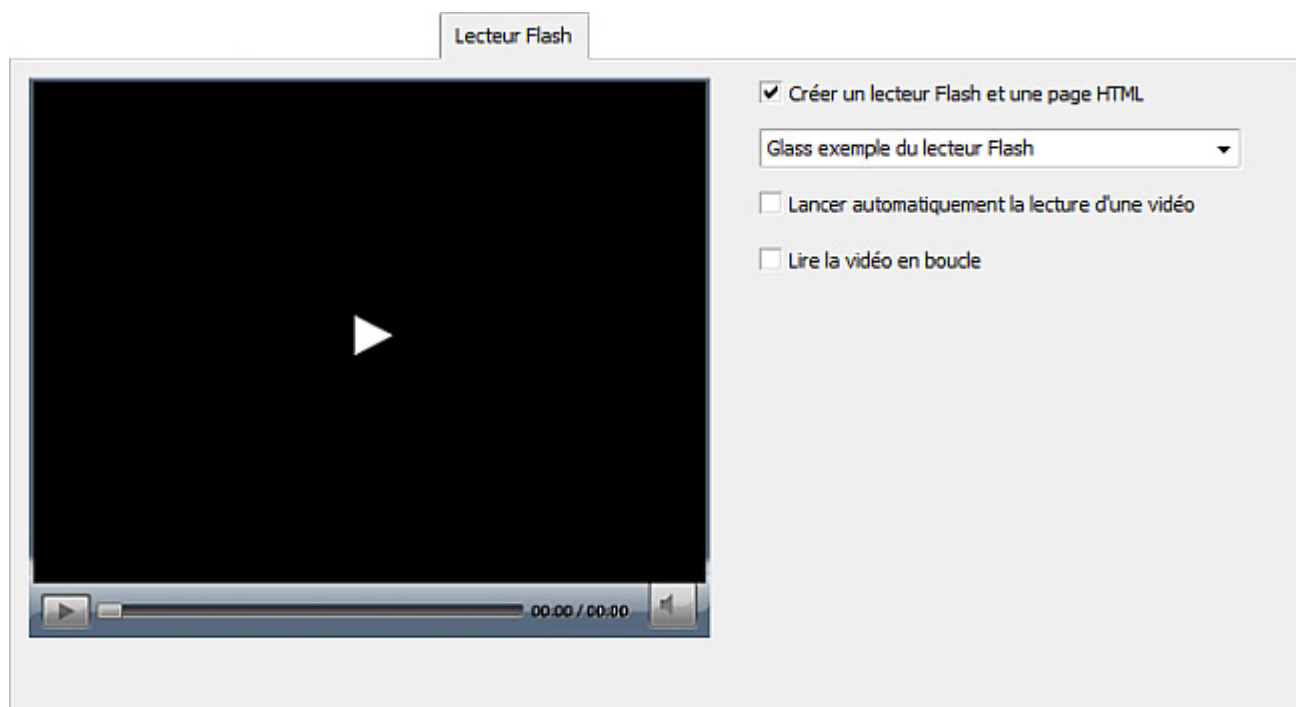 Lecteur Flash
Créer un lecteur Flash et une page HTML
Glass exemple du lecteur Flash
Lancer automatiquement la lecture d'une vidéo
Lire la vidéo en boucle
00:00 / 00:00